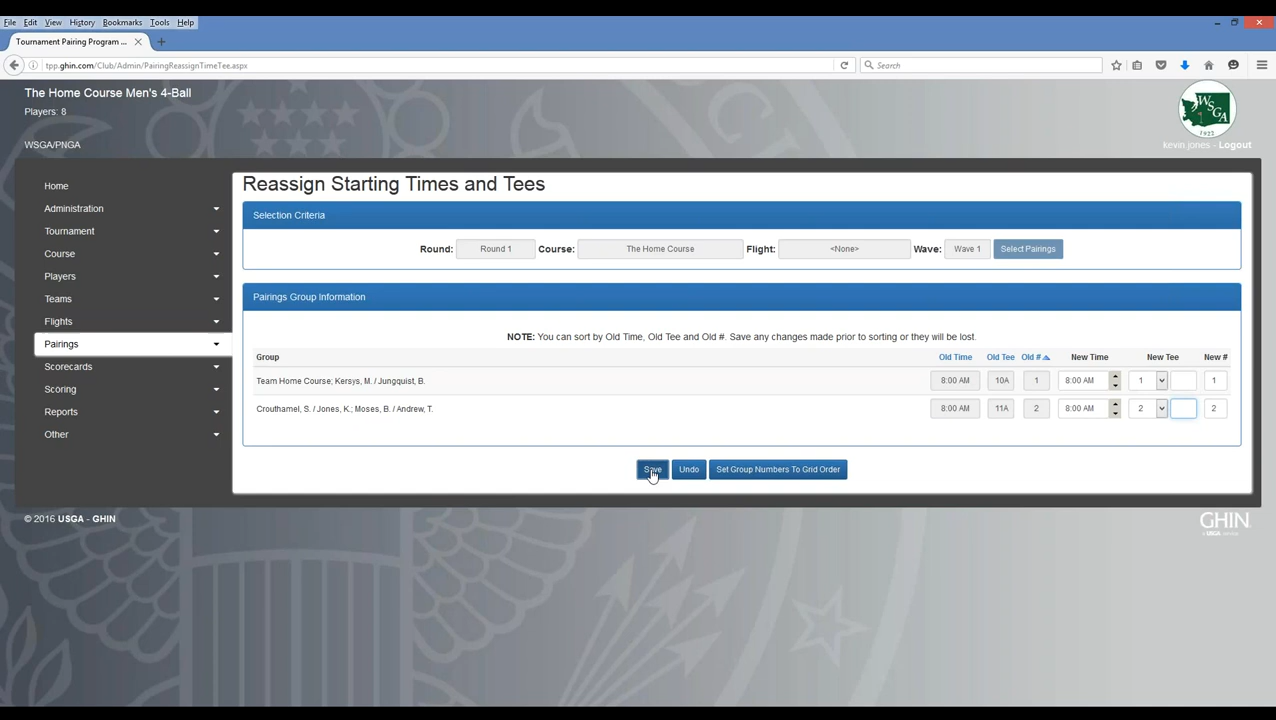 File Edit View History Bookmarks Tools Help
Tournament Pairing Program ...
tpp.ghin.com/Club/Admin/PairingReassignTimeTee.aspx
Search
The Home Course Men's 4-Ball
Players: 8
WSGA/PNGA
WSGA
1922
kevin.jones - Logout
Home
Administration
Tournament
Course
Players
Teams
Flights
Pairings
Scorecards
Scoring
Reports
Other
Reassign Starting Times and Tees
Selection Criteria
Round: Round 1 Course: The Home Course Flight: <None> Wave: Wave 1 Select Pairings
Pairings Group Information
NOTE: You can sort by Old Time, Old Tee and Old #. Save any changes made prior to sorting or they will be lost.
Group Old Time Old Tee Old # New Time New Tee New #
Team Home Course; Kersys, M. / Jungquist, B. 8:00 AM 10A 1 8:00 AM 1 1
Crouthamel, S. / Jones, K.; Moses, B. / Andrew, T. 8:00 AM 11A 2 8:00 AM 2 2
Save Undo Set Group Numbers To Grid Order
© 2016 USGA - GHIN
GHIN
a USGA service